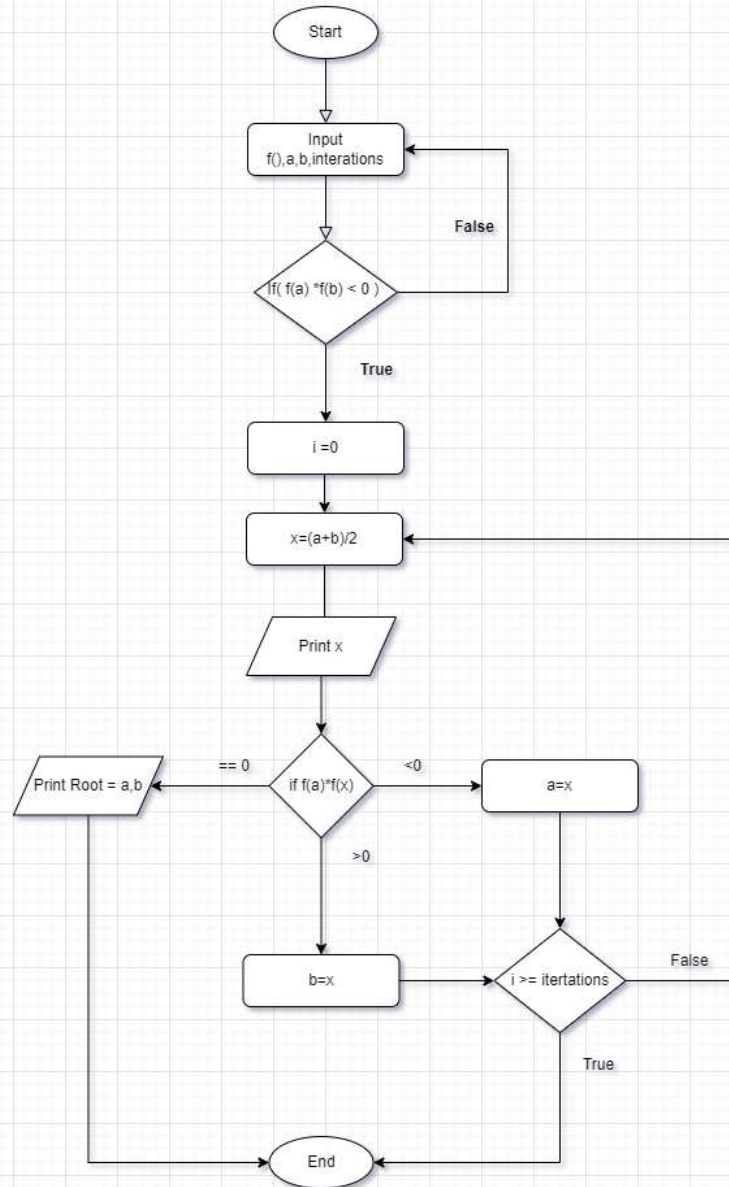 Start
Input
f(),a,b,interations
False
If( f(a) *f(b) < 0 )
True
i =0
x=(a+b)/2
Print x
== 0
<0
Print Root = a,b
if f(a)*f(x)
a=x
>0
False
b=x
i >= itertations
True
End